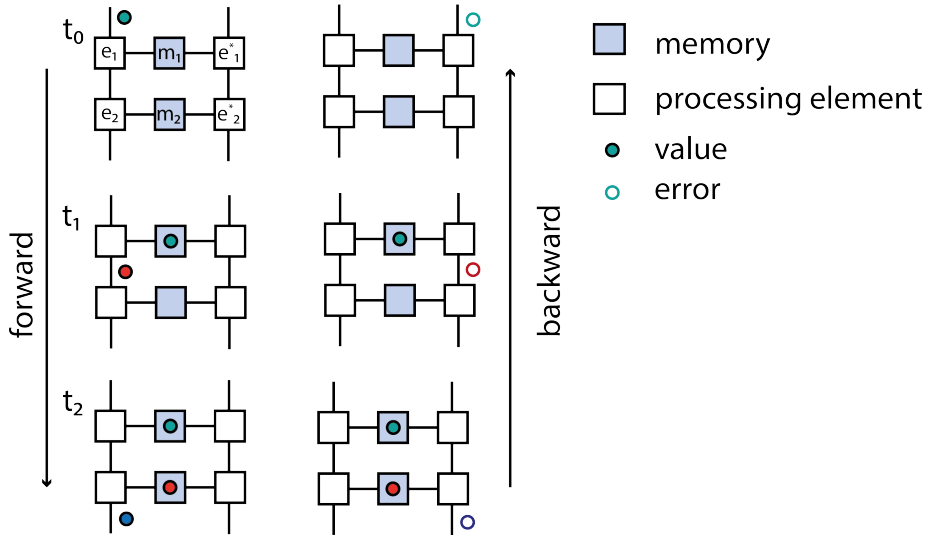 t0
e1 m1 e*1
e2 m2 e*2
t1
t2
forward
backward
memory
processing element
value
error